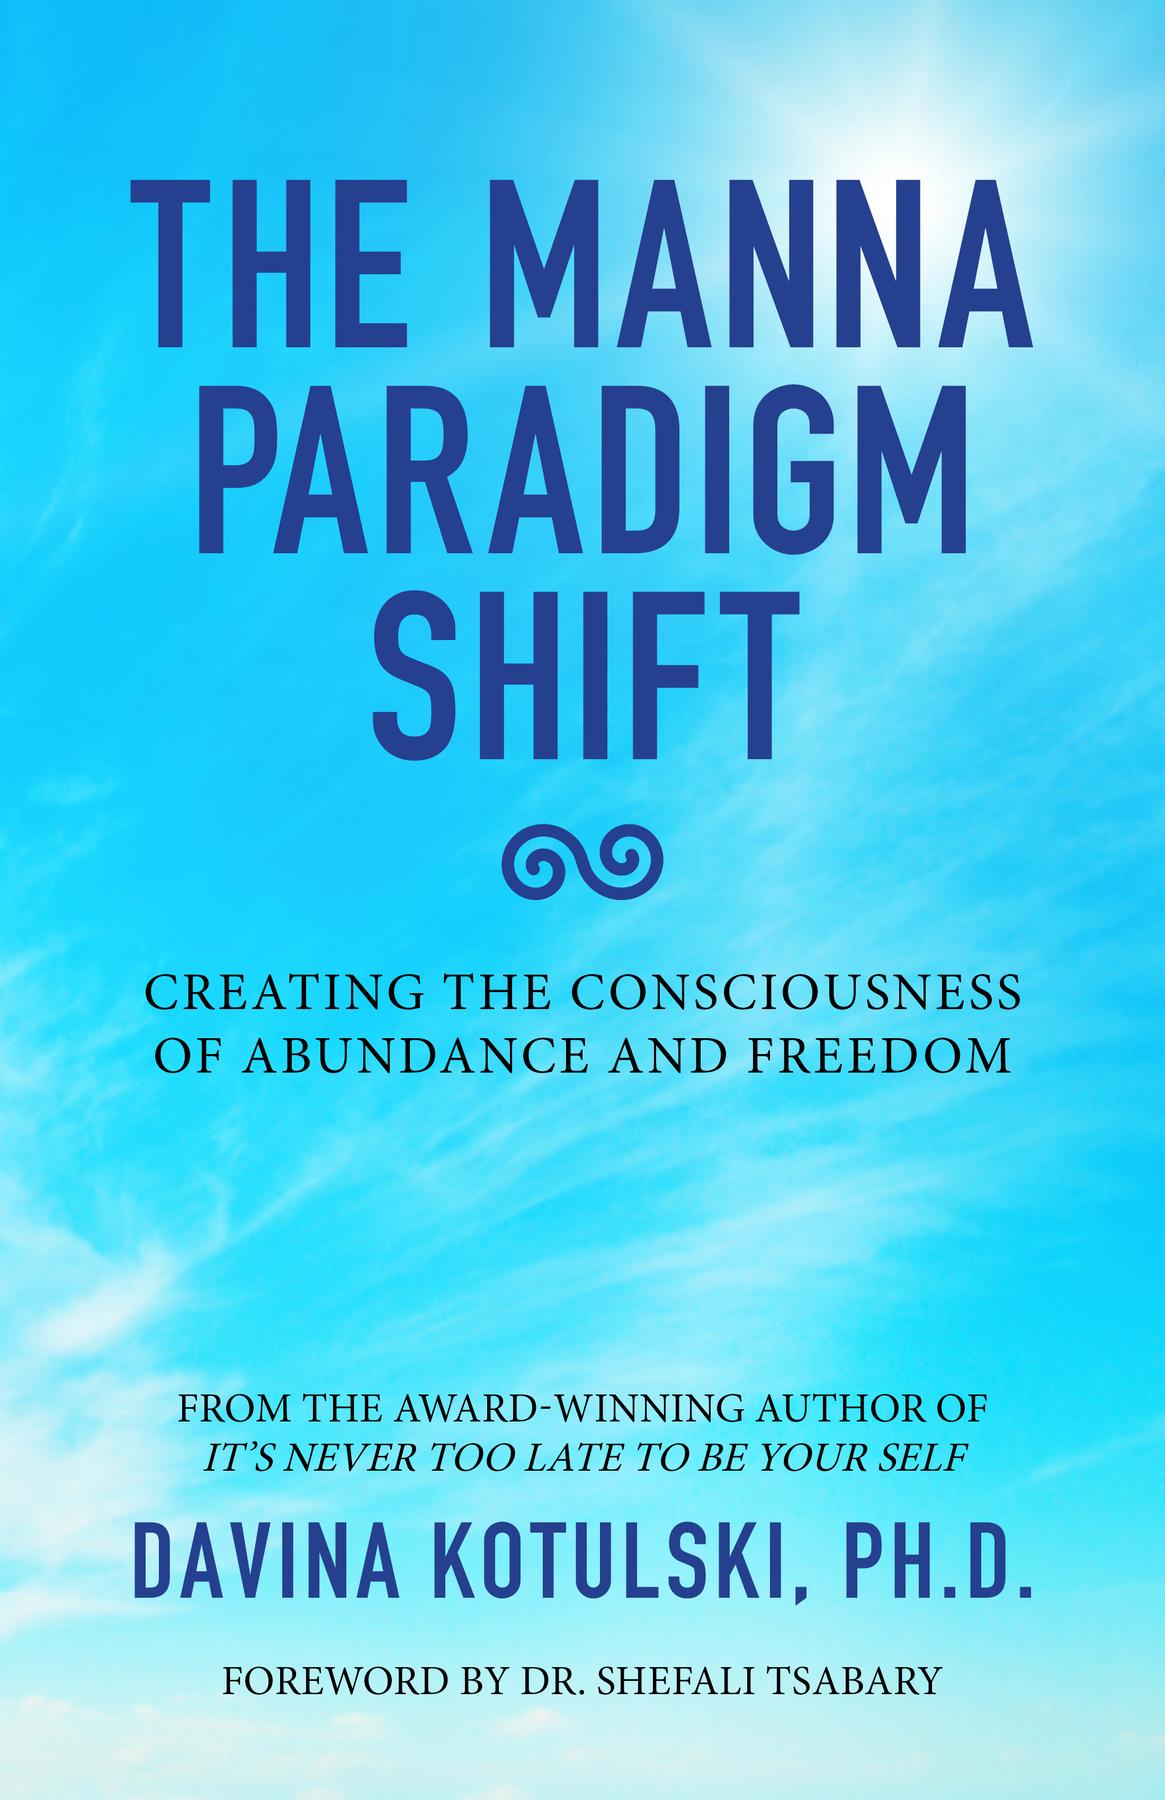 THE MANNA
PARADIGM
SHIFT
CREATING THE CONSCIOUSNESS
OF ABUNDANCE AND FREEDOM
FROM THE AWARD-WINNING AUTHOR OF
IT’S NEVER TOO LATE TO BE YOUR SELF
DAVINA KOTULSKI, PH.D.
FOREWORD BY DR. SHEFALI TSABARY